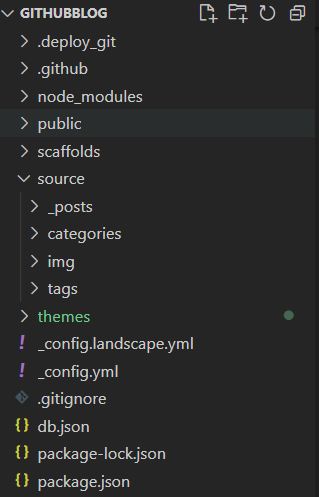 GITHUBBLOG
.deploy_git
.github
node_modules
public
scaffolds
source
_posts
categories
img
tags
themes
_config.landscape.yml
_config.yml
.gitignore
db.json
package-lock.json
package.json